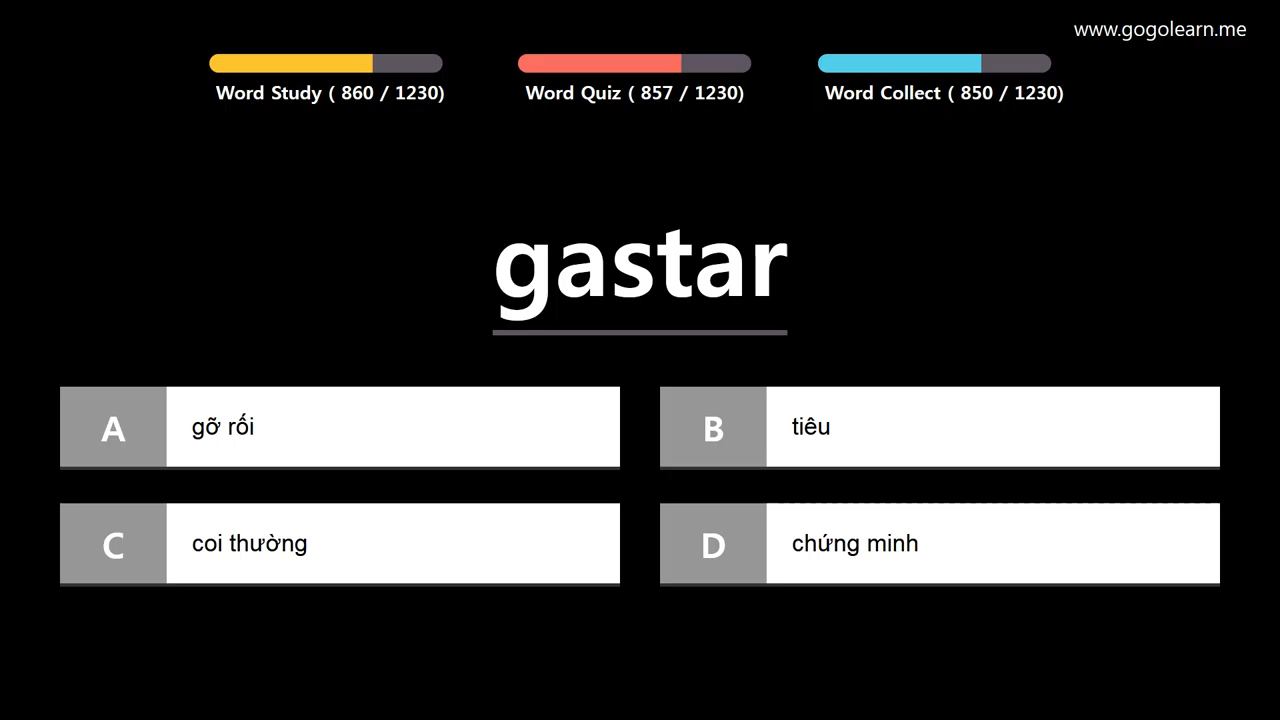 www.gogolearn.me
Word Study ( 860 / 1230)
Word Quiz ( 857 / 1230)
Word Collect ( 850 / 1230)
gastar
A
gỡ rối
B
tiêu
C
coi thường
D
chứng minh